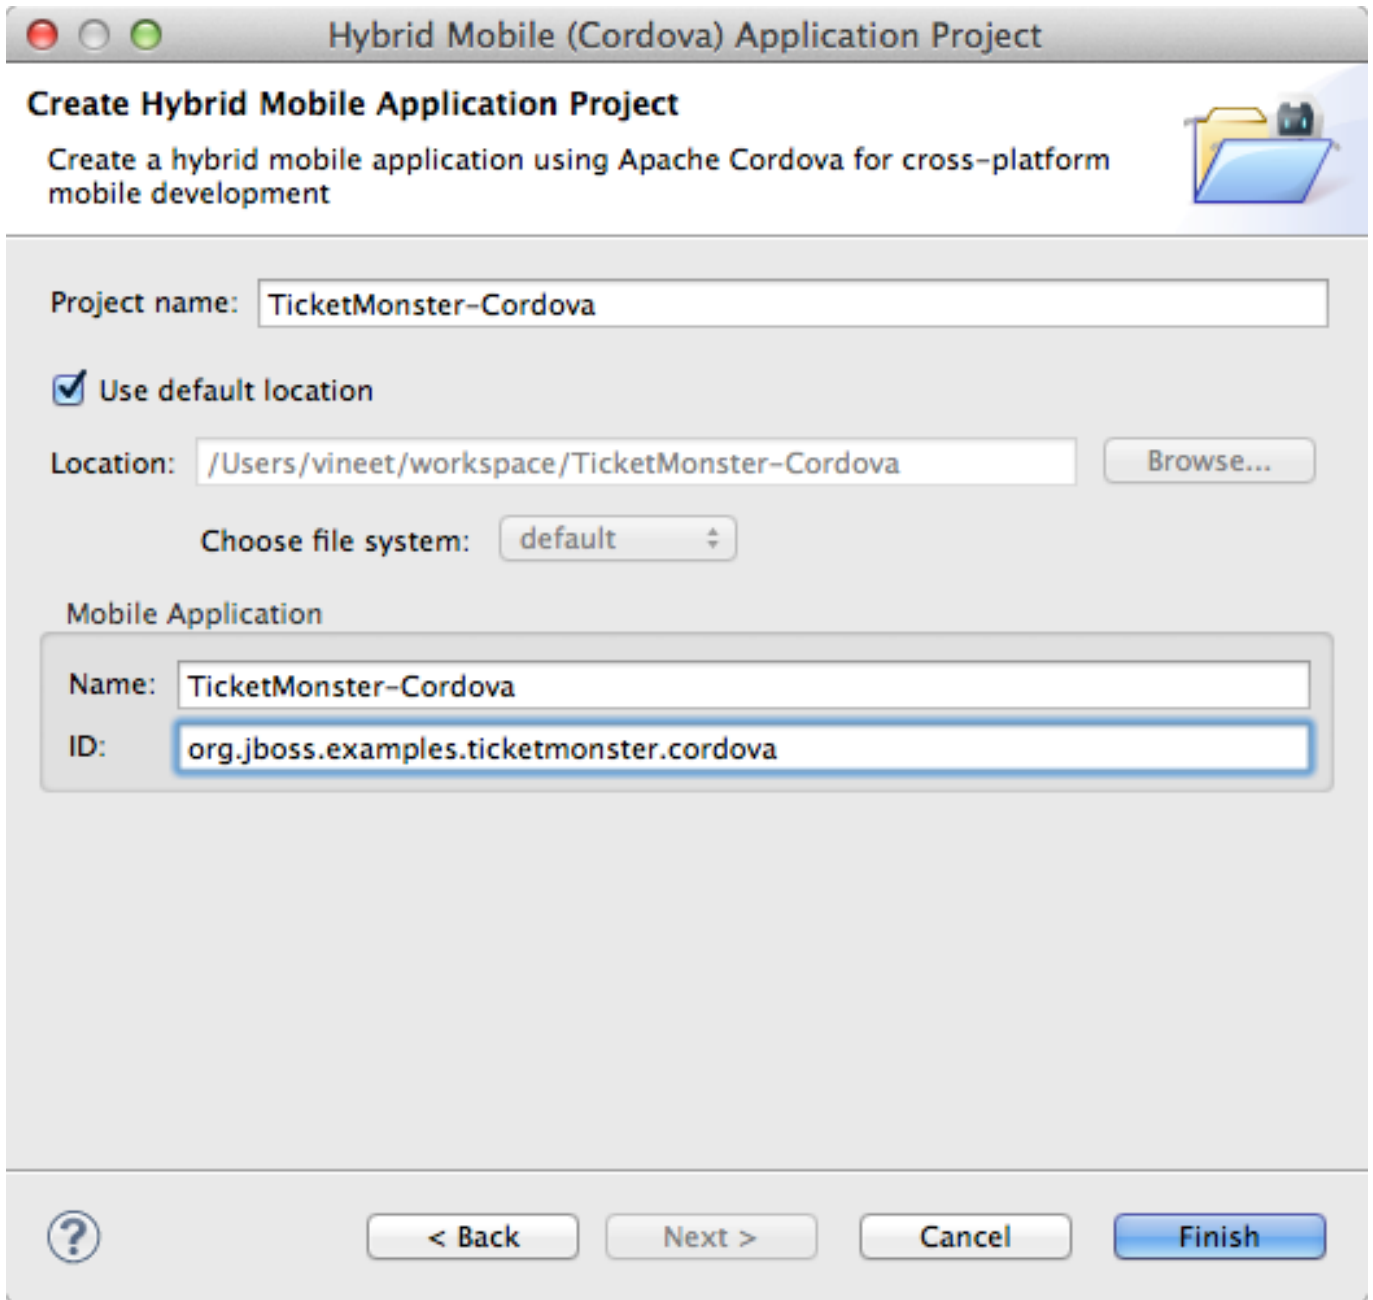 Hybrid Mobile (Cordova) Application Project
Create Hybrid Mobile Application Project
Create a hybrid mobile application using Apache Cordova for cross-platform
mobile development
Project name: TicketMonster-Cordova
Use default location
Location: /Users/vineet/workspace/TicketMonster-Cordova Browse...
Choose file system: default
Mobile Application
Name: TicketMonster-Cordova
ID: org.jboss.examples.ticketmonster.cordova
? < Back Next > Cancel Finish